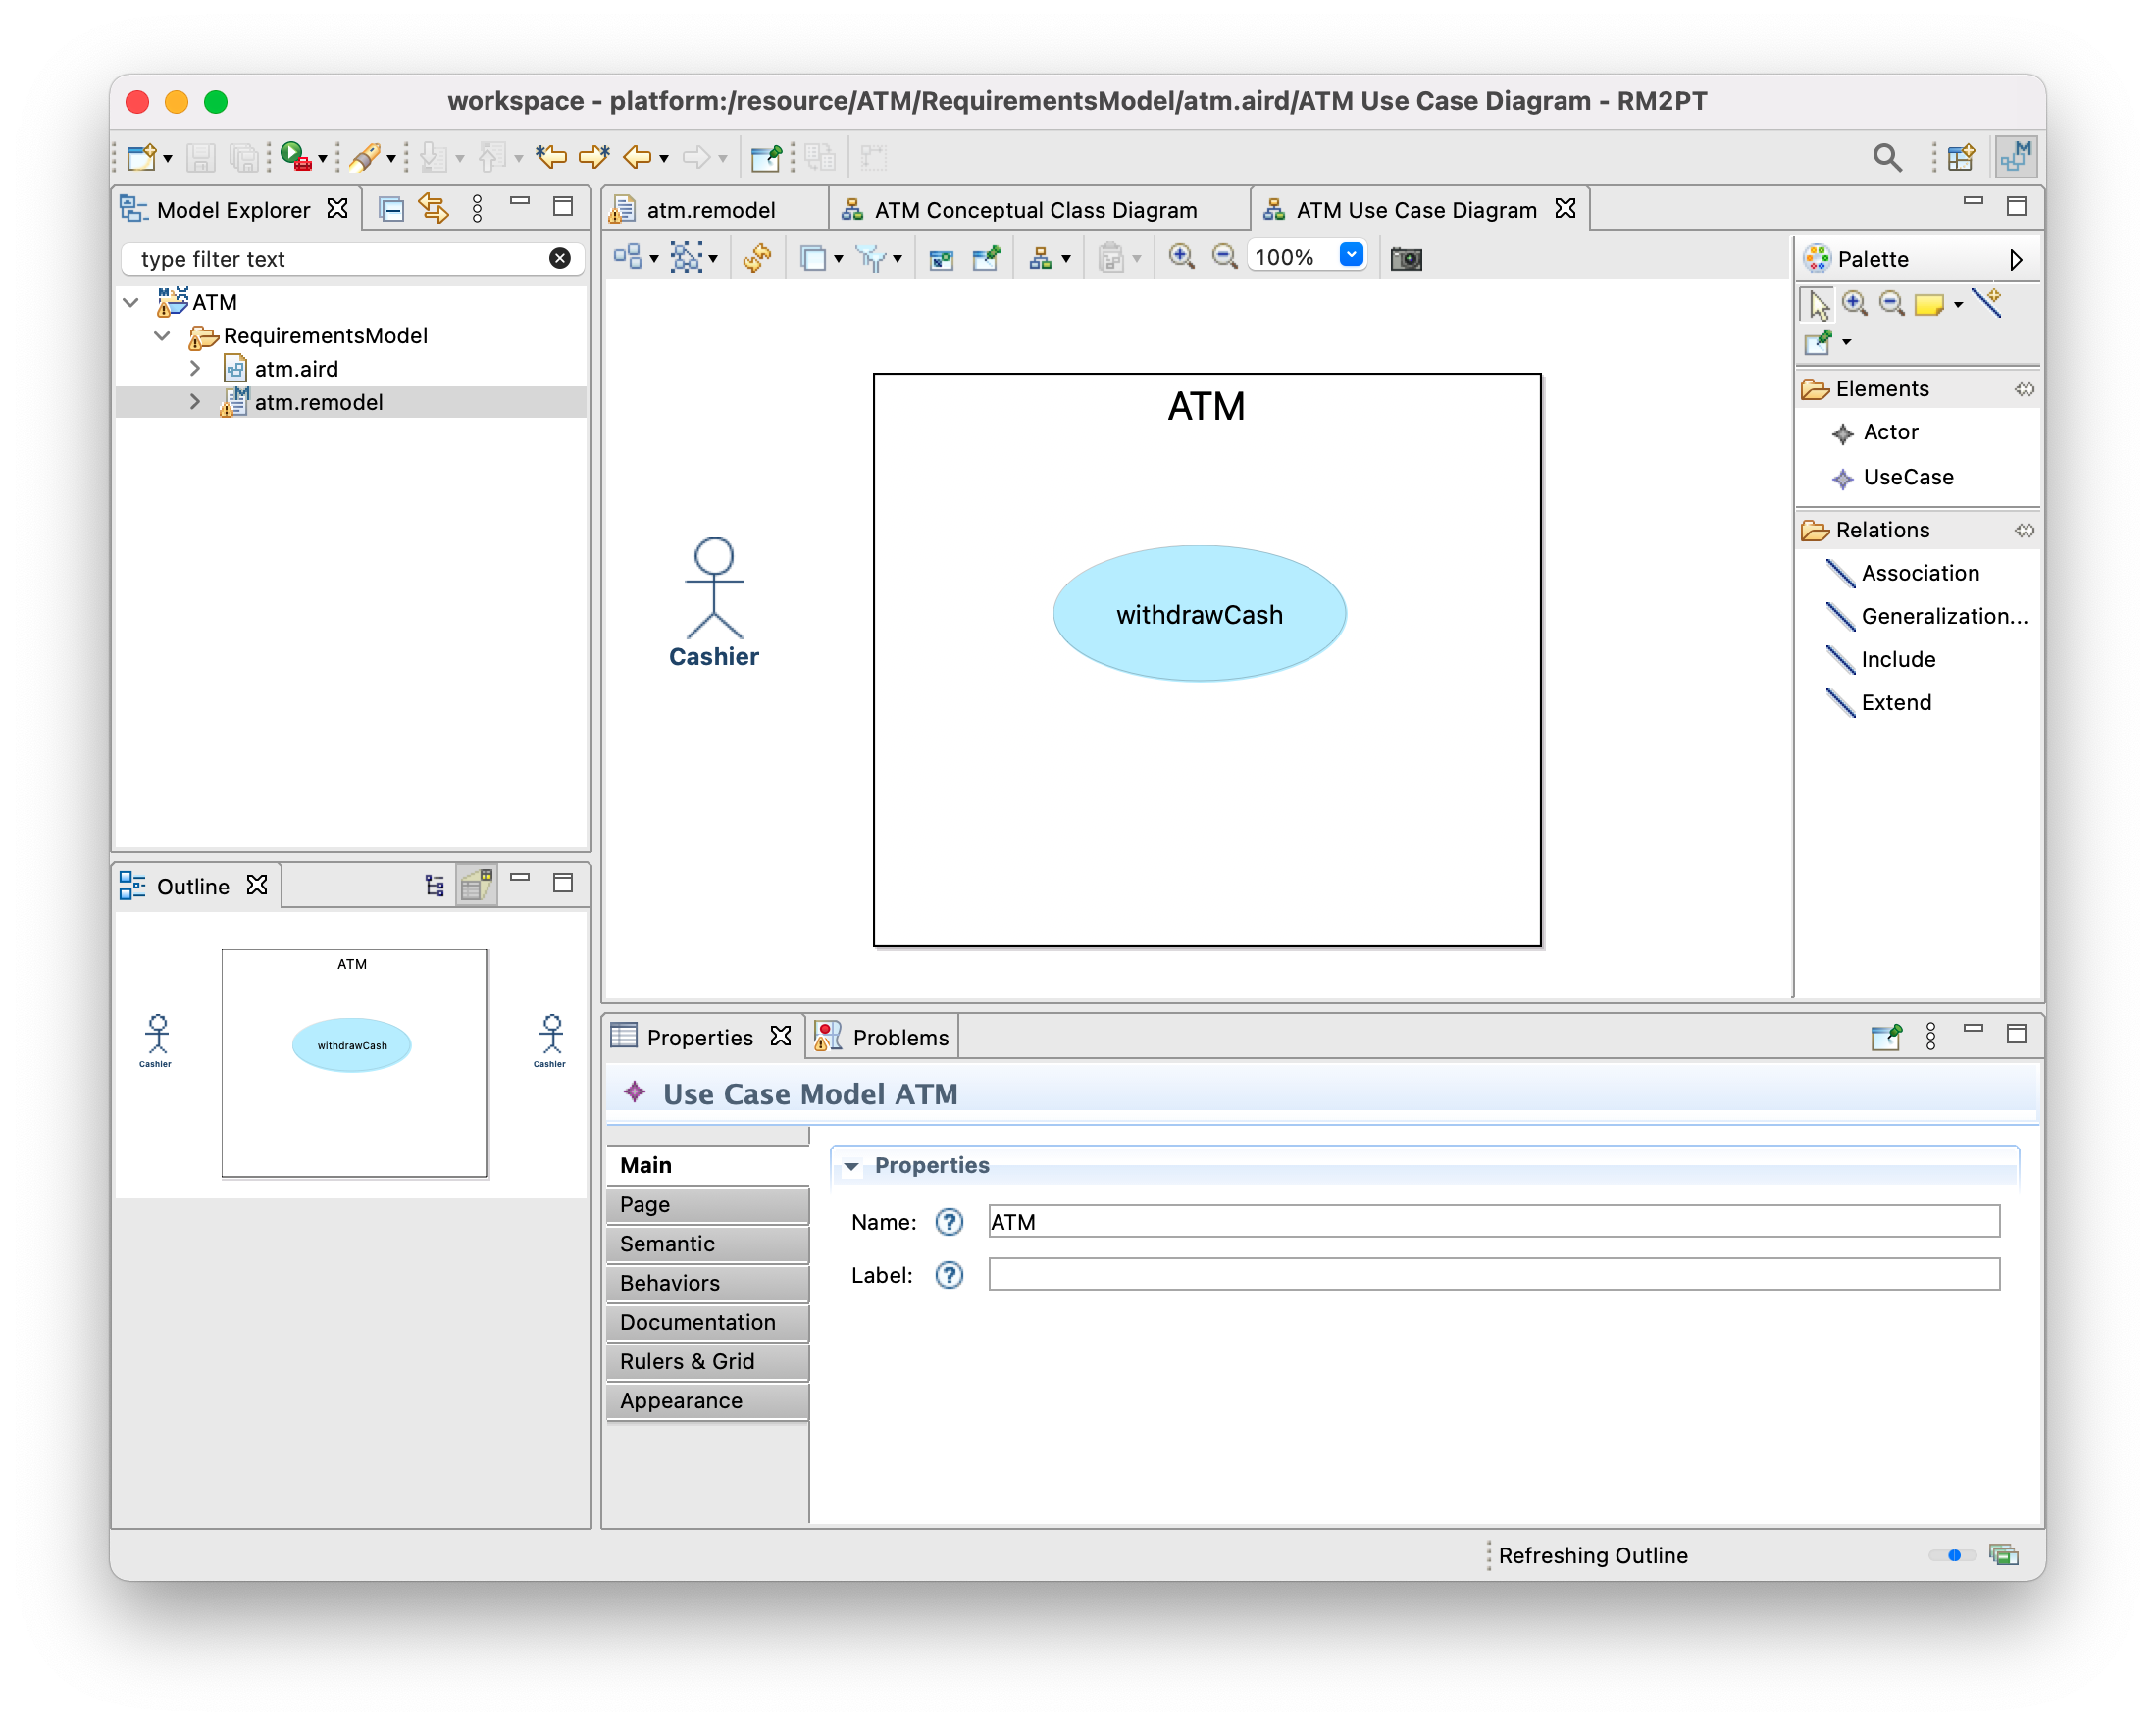 workspace - platform:/resource/ATM/RequirementsModel/atm.aird/ATM Use Case Diagram - RM2PT
Model Explorer
type filter text
ATM
RequirementsModel
atm.aird
atm.remodel
atm.remodel
ATM Conceptual Class Diagram
ATM Use Case Diagram
100%
ATM
withdrawCash
Cashier
Palette
Elements
Actor
UseCase
Relations
Association
Generalization...
Include
Extend
Outline
ATM
withdrawCash
Cashier
Cashier
Properties
Problems
Use Case Model ATM
Main
Page
Semantic
Behaviors
Documentation
Rulers & Grid
Appearance
Properties
Name:
ATM
Label:
Refreshing Outline